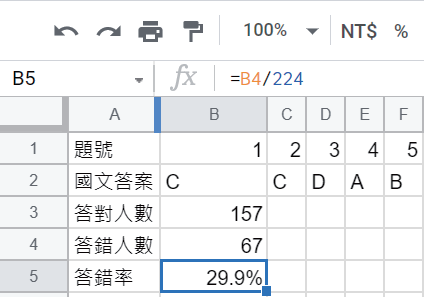 100% NT$ %
B5 fx =B4/224
A B C D E F
1 題號 1 2 3 4 5
2 國文答案 C C D A B
3 答對人數 157
4 答錯人數 67
5 答錯率 29.9%